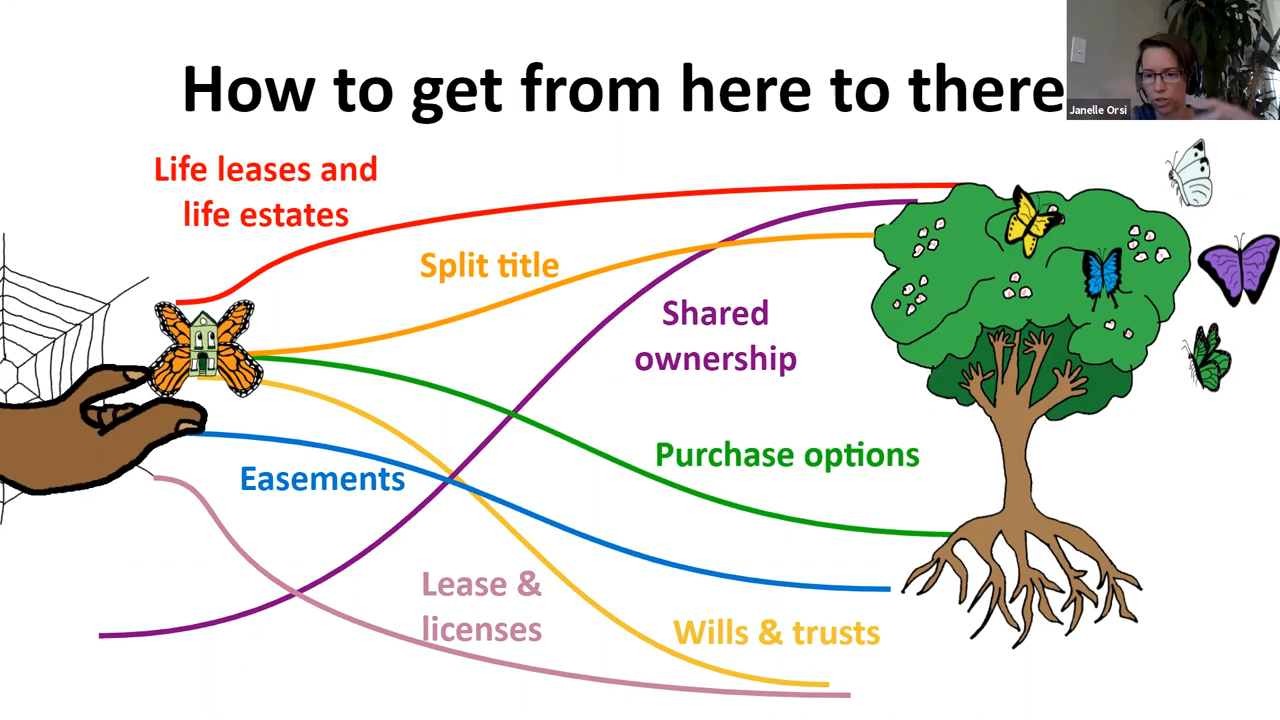 How to get from here to there
Janelle Orsi
Life leases and
life estates
Split title
Shared
ownership
Purchase options
Easements
Lease &
licenses
Wills & trusts